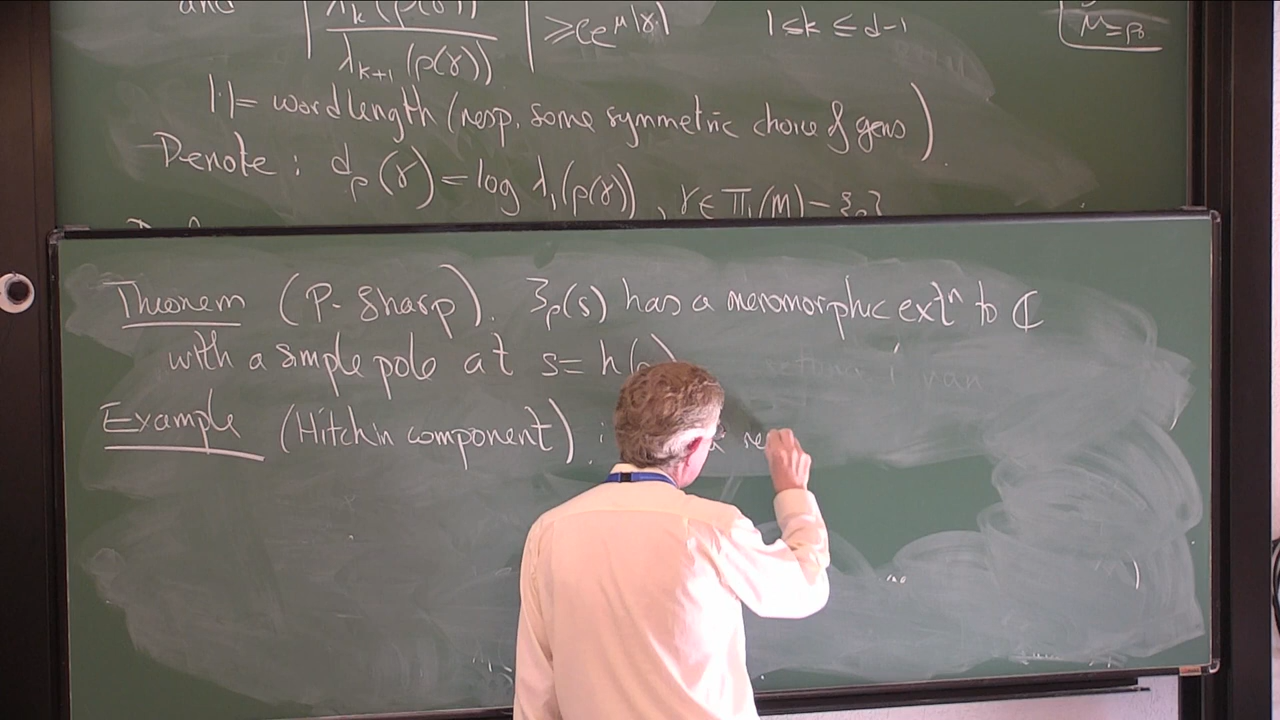 and | λ_k(ρ(γ)) / λ_{k+1}(ρ(γ)) | ≥ Ce^{μ|γ|} 1≤k≤d-1
|·|= wordlength (resp. some symmetric choice of gens).
Denote : d_ρ(γ)=log λ_1(ρ(γ)) , γ∈ π_1(M)-{e}
Theorem (P- Sharp). ζ_ρ(s) has a meromorphic ext^n to ℂ
with a simple pole at s= h(ρ)
Example (Hitchin component) :